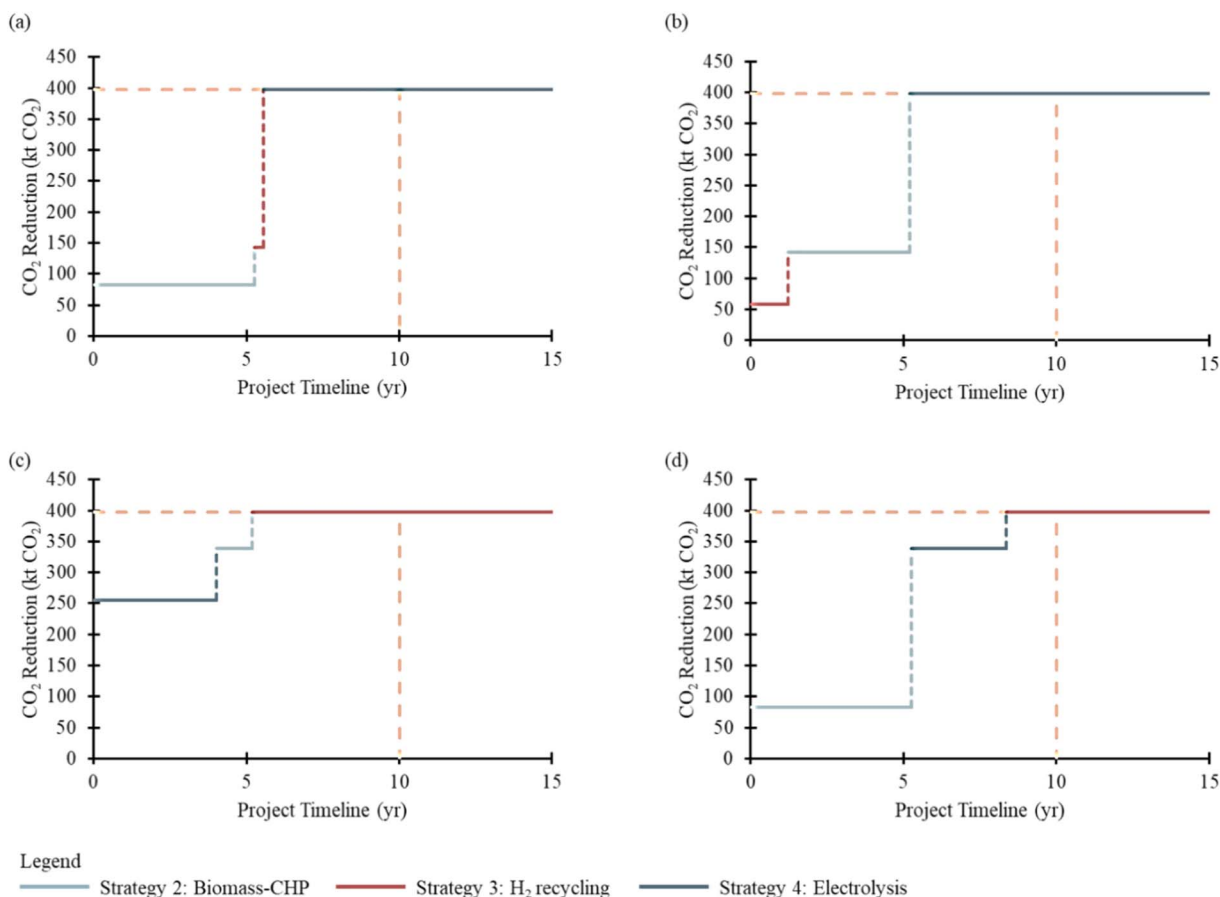 (a)
450
400
350
300
250
200
150
100
50
0
CO₂ Reduction (kt CO₂)
0 5 10 15
Project Timeline (yr)
(b)
450
400
350
300
250
200
150
100
50
0
CO₂ Reduction (kt CO₂)
0 5 10 15
Project Timeline (yr)
(c)
450
400
350
300
250
200
150
100
50
0
CO₂ Reduction (kt CO₂)
0 5 10 15
Project Timeline (yr)
(d)
450
400
350
300
250
200
150
100
50
0
CO₂ Reduction (kt CO₂)
0 5 10 15
Project Timeline (yr)
Legend
Strategy 2: Biomass-CHP Strategy 3: H₂ recycling Strategy 4: Electrolysis